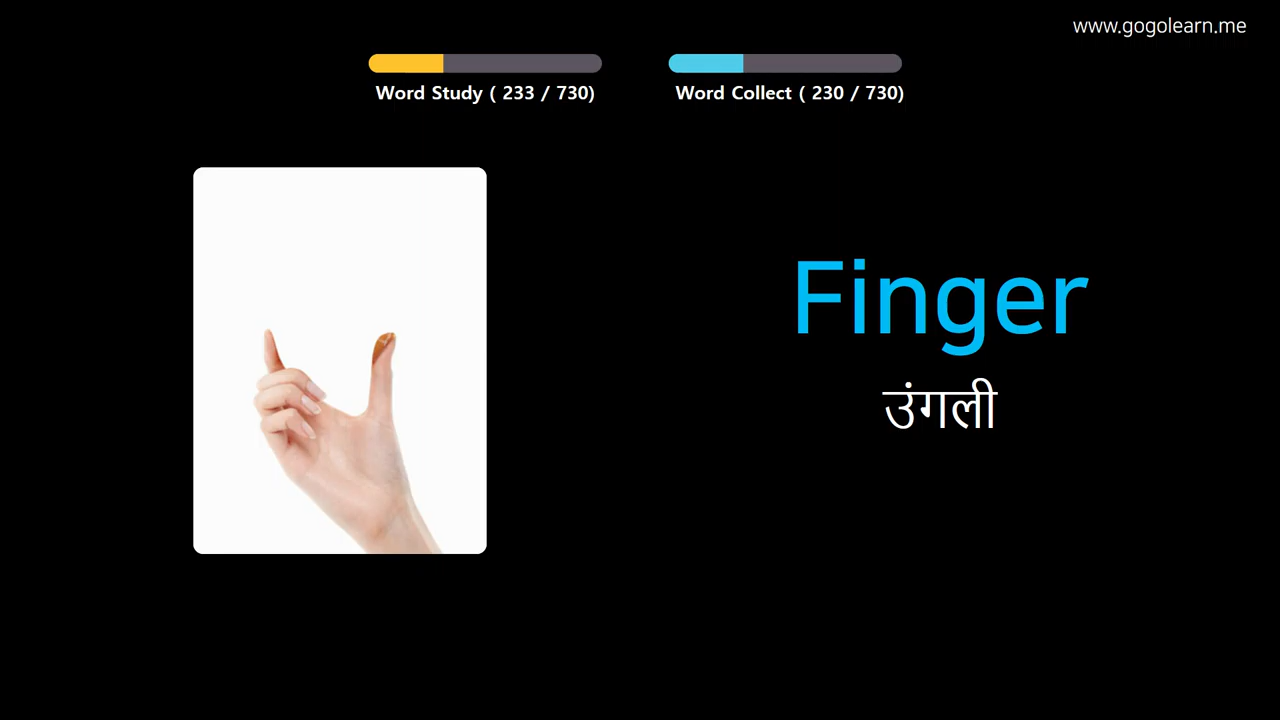 www.gogolearn.me
Word Study ( 233 / 730)
Word Collect ( 230 / 730)
Finger
उंगली